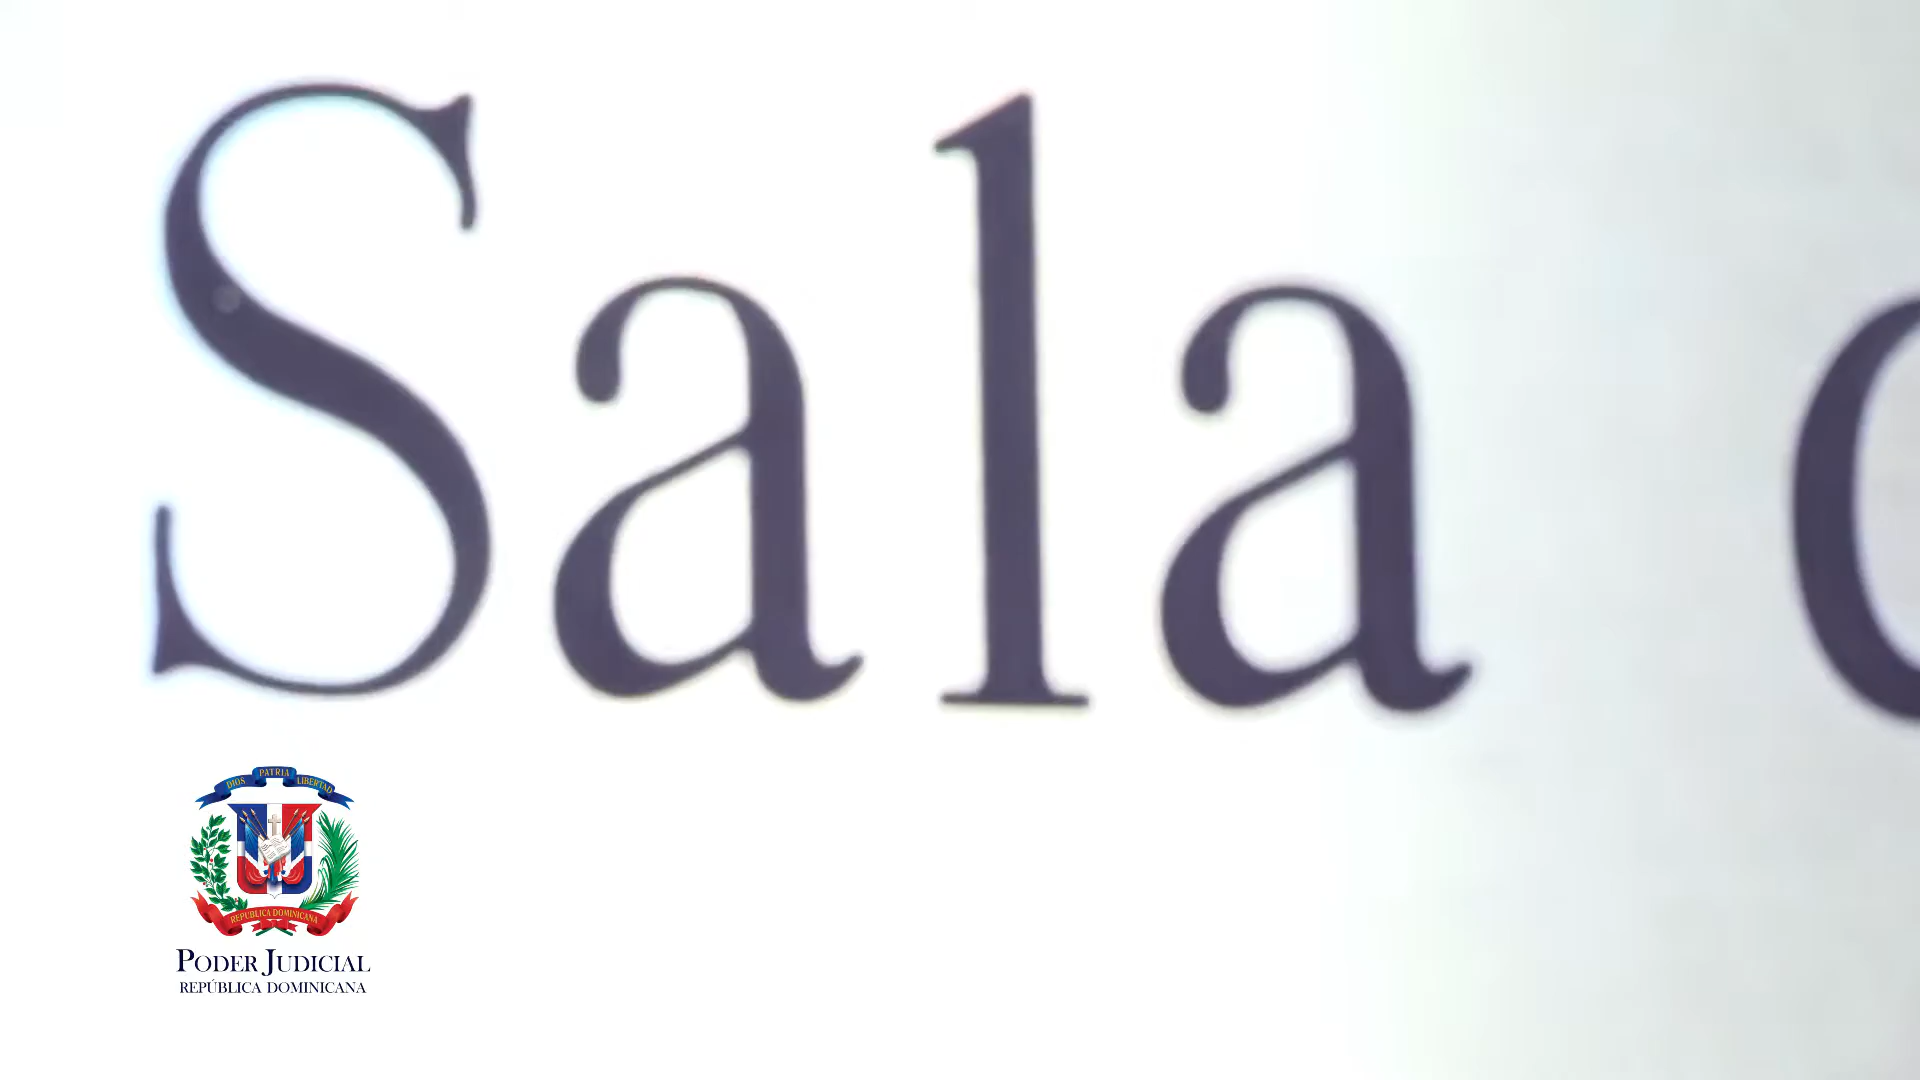 Sala
DIOS PATRIA LIBERTAD
REPÚBLICA DOMINICANA
PODER JUDICIAL
REPÚBLICA DOMINICANA